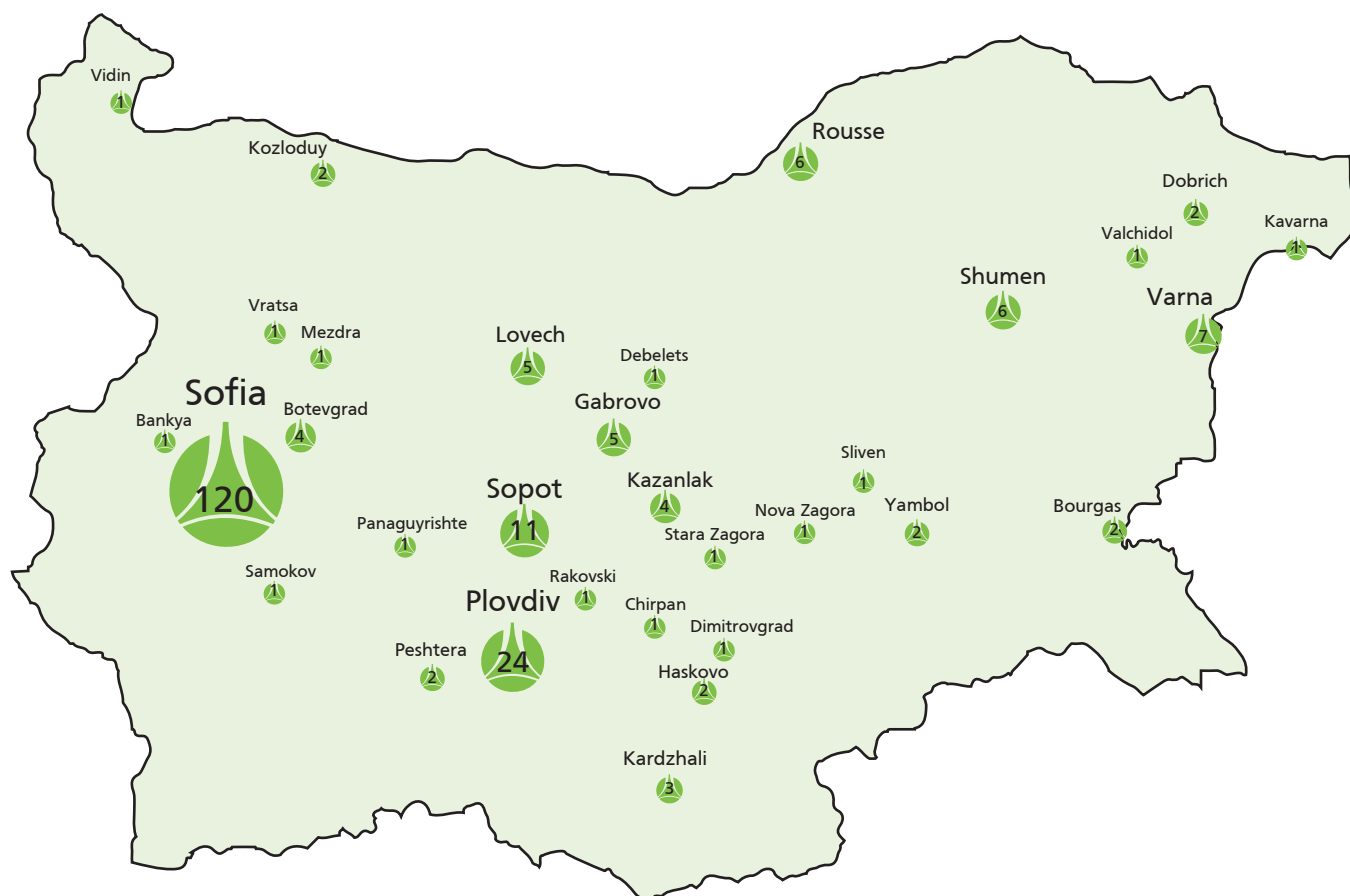 Vidin
1
Kozloduy
2
Rousse
6
Dobrich
2
Kavarna
1
Valchidol
1
Shumen
6
Varna
7
Vratsa
1
Mezdra
1
Lovech
5
Debelets
1
Sofia
120
Bankya
1
Botevgrad
4
Gabrovo
5
Sliven
1
Sopot
11
Kazanlak
4
Panaguyrishte
1
Stara Zagora
1
Nova Zagora
1
Yambol
2
Bourgas
2
Samokov
1
Rakovski
1
Plovdiv
24
Chirpan
1
Dimitrovgrad
1
Peshtera
2
Haskovo
2
Kardzhali
3